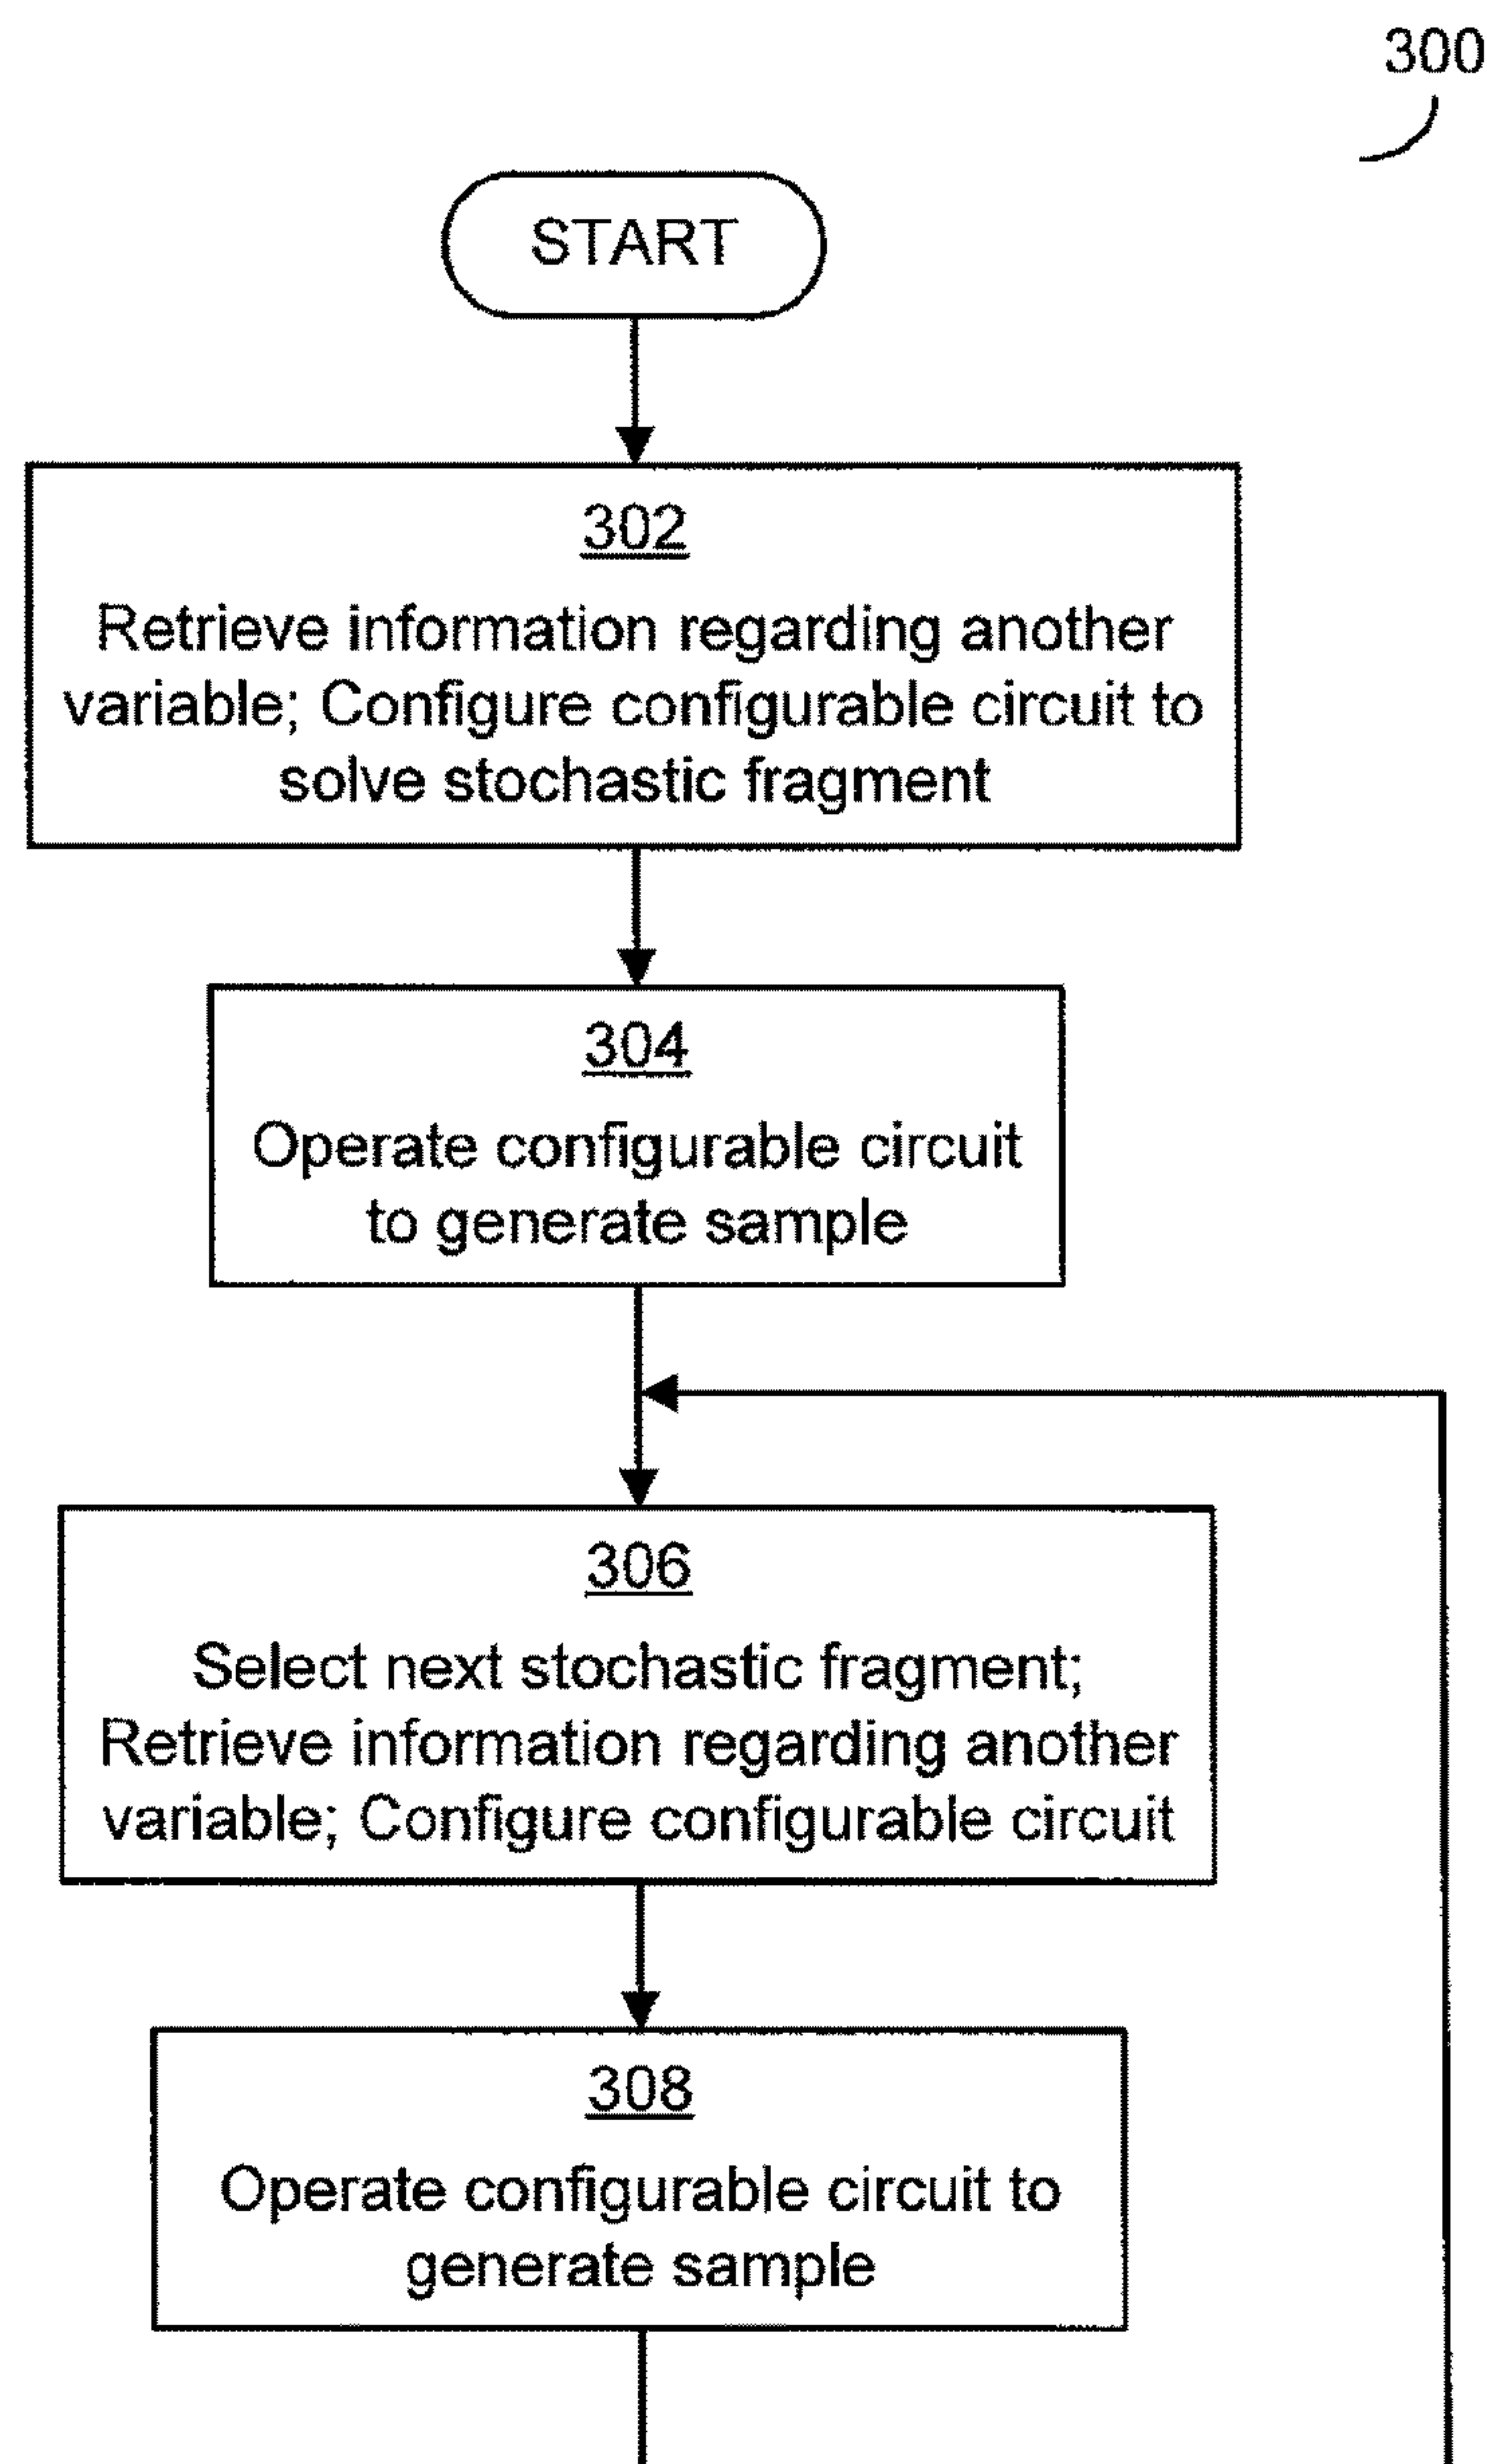 300
START
302
Retrieve information regarding another
variable; Configure configurable circuit to
solve stochastic fragment
304
Operate configurable circuit
to generate sample
306
Select next stochastic fragment;
Retrieve information regarding another
variable; Configure configurable circuit
308
Operate configurable circuit to
generate sample